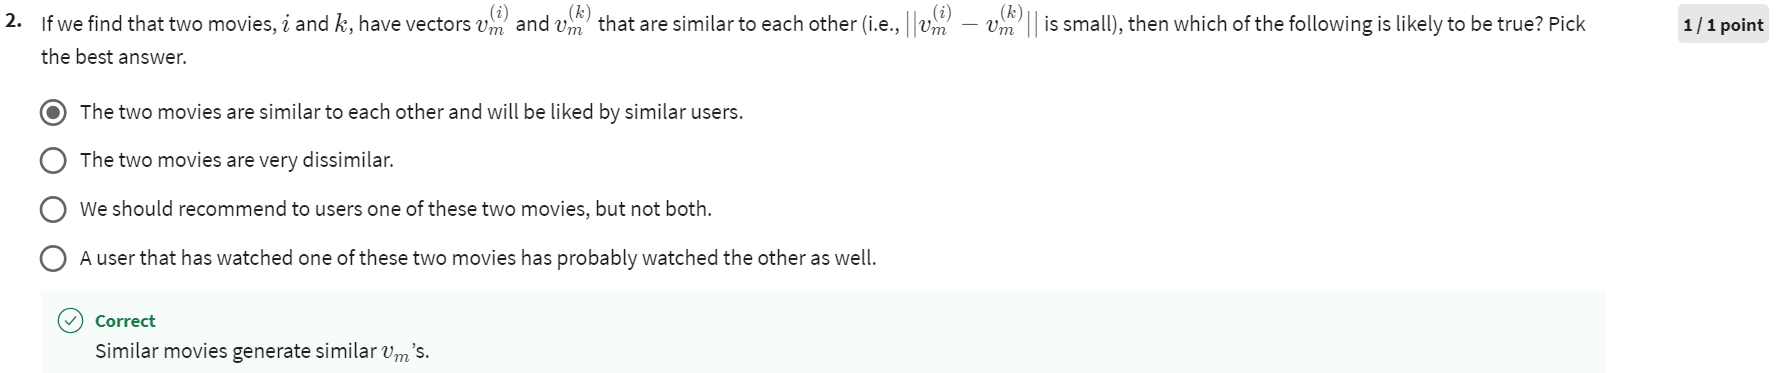 2. If we find that two movies, i and k, have vectors v_m^(i) and v_m^(k) that are similar to each other (i.e., ||v_m^(i) − v_m^(k)|| is small), then which of the following is likely to be true? Pick
the best answer.
1 / 1 point
The two movies are similar to each other and will be liked by similar users.
The two movies are very dissimilar.
We should recommend to users one of these two movies, but not both.
A user that has watched one of these two movies has probably watched the other as well.
Correct
Similar movies generate similar v_m's.